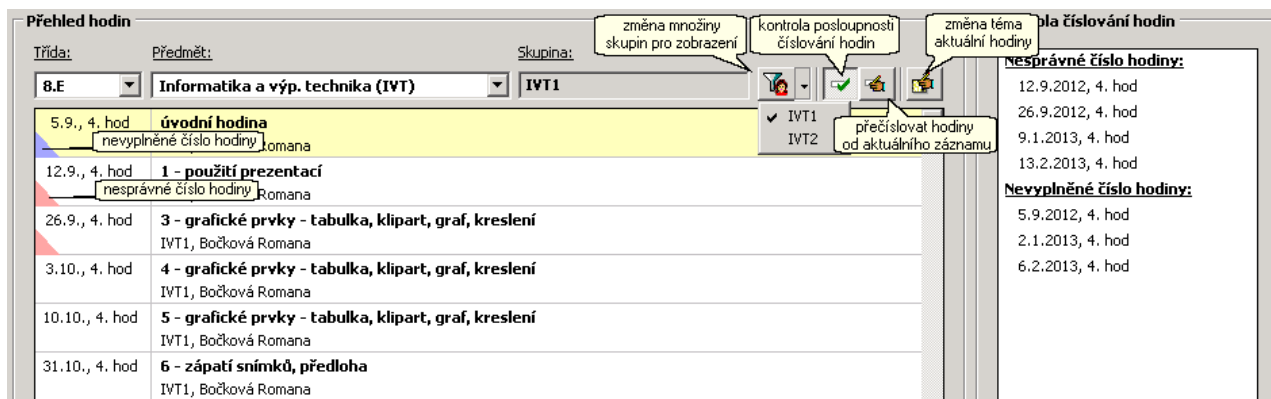 Přehled hodin
změna množiny
skupin pro zobrazení
kontrola posloupnosti
číslování hodin
změna téma
aktuální hodiny
ola číslování hodin
Třída:
Předmět:
Skupina:
8.E
Informatika a výp. technika (IVT)
IVT1
IVT1
IVT2
přečíslovat hodiny
od aktuálního záznamu
5.9., 4. hod
úvodní hodina
nevyplněné číslo hodiny
omana
12.9., 4. hod
1 - použití prezentací
nesprávné číslo hodiny
Romana
26.9., 4. hod
3 - grafické prvky - tabulka, klipart, graf, kreslení
IVT1, Bočková Romana
3.10., 4. hod
4 - grafické prvky - tabulka, klipart, graf, kreslení
IVT1, Bočková Romana
10.10., 4. hod
5 - grafické prvky - tabulka, klipart, graf, kreslení
IVT1, Bočková Romana
31.10., 4. hod
6 - zápatí snímků, předloha
IVT1, Bočková Romana
Nesprávné číslo hodiny:
12.9.2012, 4. hod
26.9.2012, 4. hod
9.1.2013, 4. hod
13.2.2013, 4. hod
Nevyplněné číslo hodiny:
5.9.2012, 4. hod
2.1.2013, 4. hod
6.2.2013, 4. hod